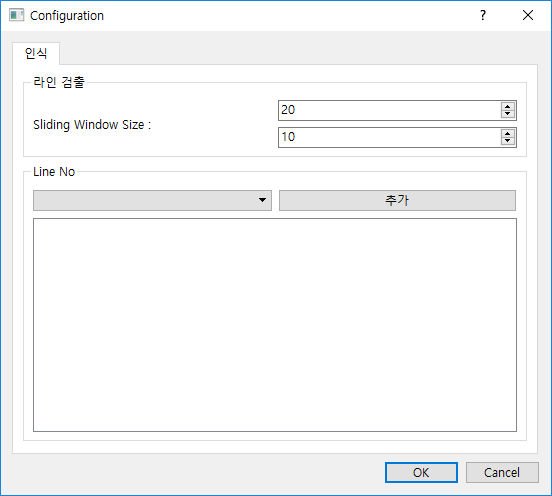 Configuration
?
인식
라인 검출
Sliding Window Size :
20
10
Line No
추가
OK
Cancel